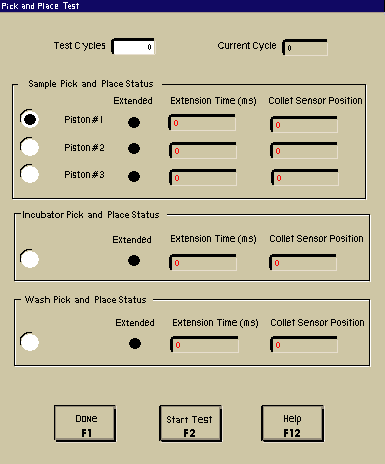 Pick and Place Test
Test Cycles 0 Current Cycle 0
Sample Pick and Place Status
Extended Extension Time (ms) Collet Sensor Position
Piston #1 0 0
Piston #2 0 0
Piston #3 0 0
Incubator Pick and Place Status
Extended Extension Time (ms) Collet Sensor Position
0 0
Wash Pick and Place Status
Extended Extension Time (ms) Collet Sensor Position
0 0
Done Start Test Help
F1 F2 F12